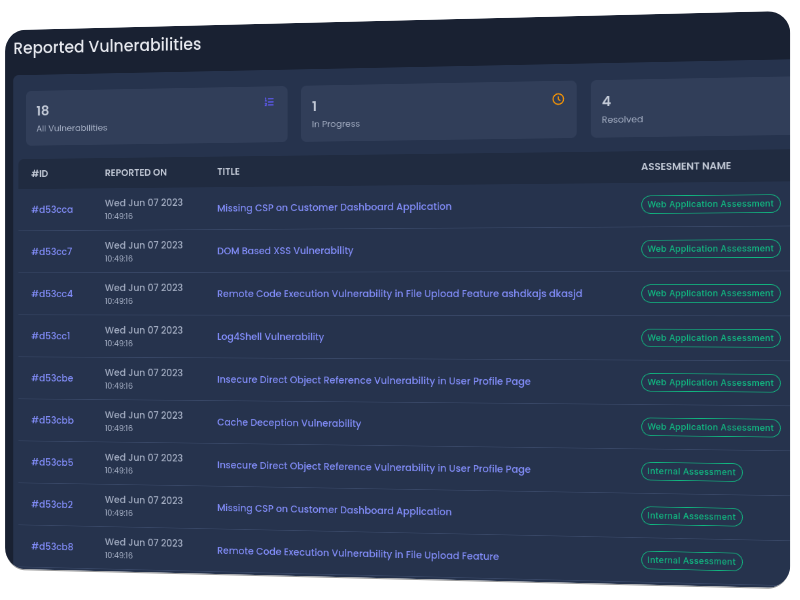 Reported Vulnerabilities
18
All Vulnerabilities
1
In Progress
4
Resolved
#ID REPORTED ON TITLE ASSESMENT NAME
#d53cca Wed Jun 07 2023 Missing CSP on Customer Dashboard Application Web Application Assessment
10:49:16
#d53cc7 Wed Jun 07 2023 DOM Based XSS Vulnerability Web Application Assessment
10:49:16
#d53cc4 Wed Jun 07 2023 Remote Code Execution Vulnerability in File Upload Feature ashdkajs dkasjd Web Application Assessment
10:49:16
#d53cc1 Wed Jun 07 2023 Log4Shell Vulnerability Web Application Assessment
10:49:16
#d53cbe Wed Jun 07 2023 Insecure Direct Object Reference Vulnerability in User Profile Page Web Application Assessment
10:49:16
#d53cbb Wed Jun 07 2023 Cache Deception Vulnerability Web Application Assessment
10:49:16
#d53cb5 Wed Jun 07 2023 Insecure Direct Object Reference Vulnerability in User Profile Page Internal Assessment
10:49:16
#d53cb2 Wed Jun 07 2023 Missing CSP on Customer Dashboard Application Internal Assessment
10:49:16
#d53cb8 Wed Jun 07 2023 Remote Code Execution Vulnerability in File Upload Feature Internal Assessment
10:49:16